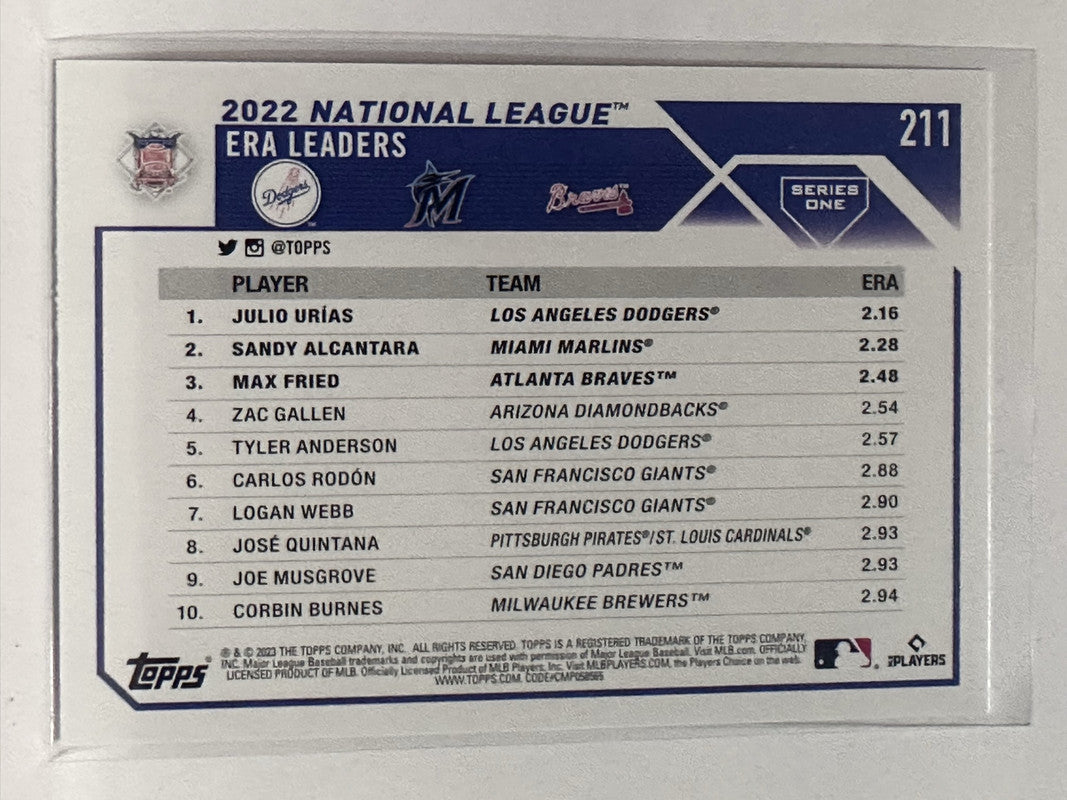 2022 NATIONAL LEAGUE™
ERA LEADERS
211
Dodgers™
M
Braves™
SERIES
ONE
@TOPPS
PLAYER TEAM ERA
1. JULIO URÍAS LOS ANGELES DODGERS® 2.16
2. SANDY ALCANTARA MIAMI MARLINS® 2.28
3. MAX FRIED ATLANTA BRAVES™ 2.48
4. ZAC GALLEN ARIZONA DIAMONDBACKS® 2.54
5. TYLER ANDERSON LOS ANGELES DODGERS® 2.57
6. CARLOS RODÓN SAN FRANCISCO GIANTS® 2.88
7. LOGAN WEBB SAN FRANCISCO GIANTS® 2.90
8. JOSÉ QUINTANA PITTSBURGH PIRATES®/ST. LOUIS CARDINALS® 2.93
9. JOE MUSGROVE SAN DIEGO PADRES™ 2.93
10. CORBIN BURNES MILWAUKEE BREWERS™ 2.94
Topps®
® & © 2023 THE TOPPS COMPANY, INC. ALL RIGHTS RESERVED. TOPPS IS A REGISTERED TRADEMARK OF THE TOPPS COMPANY,
INC. Major League Baseball trademarks and copyrights are used with permission of Major League Baseball. Visit MLB.com. OFFICIALLY
LICENSED PRODUCT OF MLB Players, Inc. Visit MLBPLAYERS.COM, the Players Choice on the web.
WWW.TOPPS.COM. CODE#CMP058565
PLAYERS